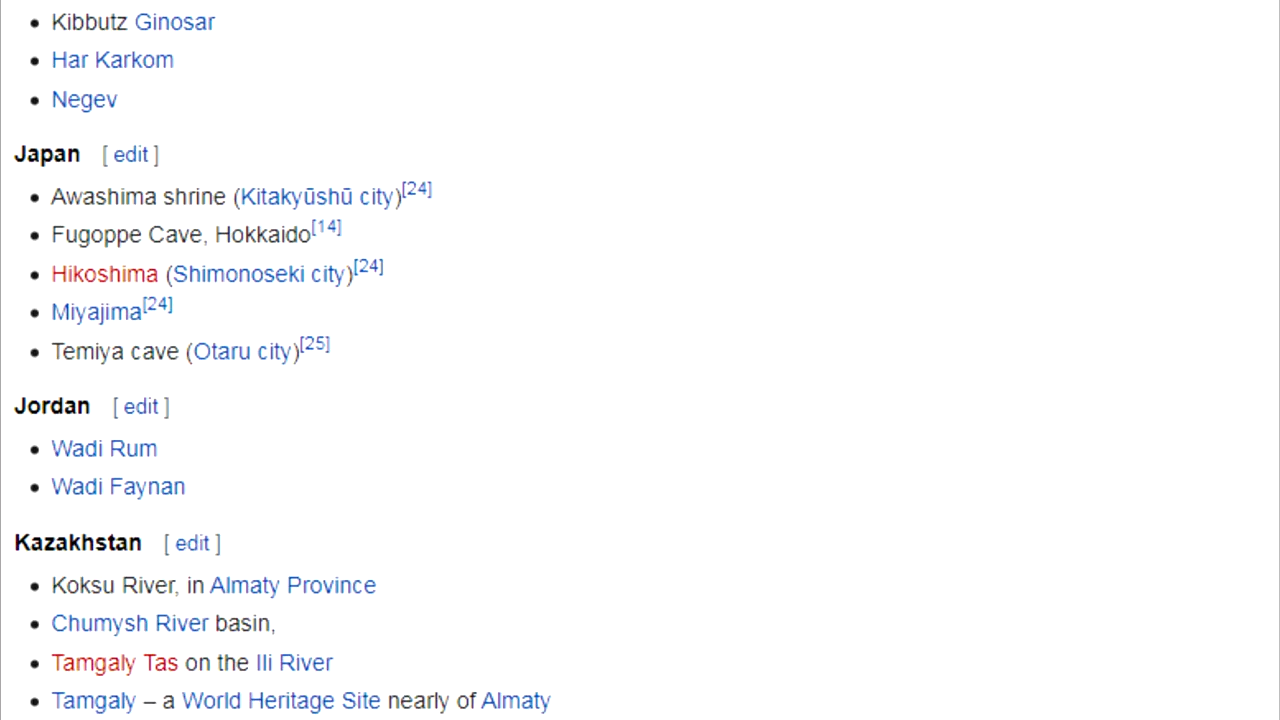 Kibbutz Ginosar
Har Karkom
Negev
Japan [ edit ]
Awashima shrine (Kitakyūshū city)[24]
Fugoppe Cave, Hokkaido[14]
Hikoshima (Shimonoseki city)[24]
Miyajima[24]
Temiya cave (Otaru city)[25]
Jordan [ edit ]
Wadi Rum
Wadi Faynan
Kazakhstan [ edit ]
Koksu River, in Almaty Province
Chumysh River basin,
Tamgaly Tas on the Ili River
Tamgaly – a World Heritage Site nearly of Almaty